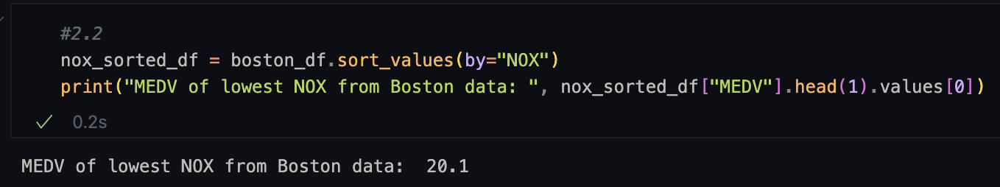 #2.2
nox_sorted_df = boston_df.sort_values(by="NOX")
print("MEDV of lowest NOX from Boston data: ", nox_sorted_df["MEDV"].head(1).values[0])
✓ 0.2s
MEDV of lowest NOX from Boston data:  20.1